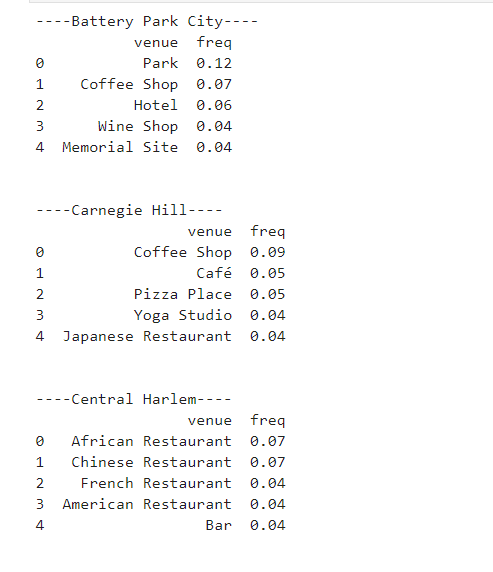 ----Battery Park City----
venue freq
0 Park 0.12
1 Coffee Shop 0.07
2 Hotel 0.06
3 Wine Shop 0.04
4 Memorial Site 0.04
----Carnegie Hill----
venue freq
0 Coffee Shop 0.09
1 Café 0.05
2 Pizza Place 0.05
3 Yoga Studio 0.04
4 Japanese Restaurant 0.04
----Central Harlem----
venue freq
0 African Restaurant 0.07
1 Chinese Restaurant 0.07
2 French Restaurant 0.04
3 American Restaurant 0.04
4 Bar 0.04